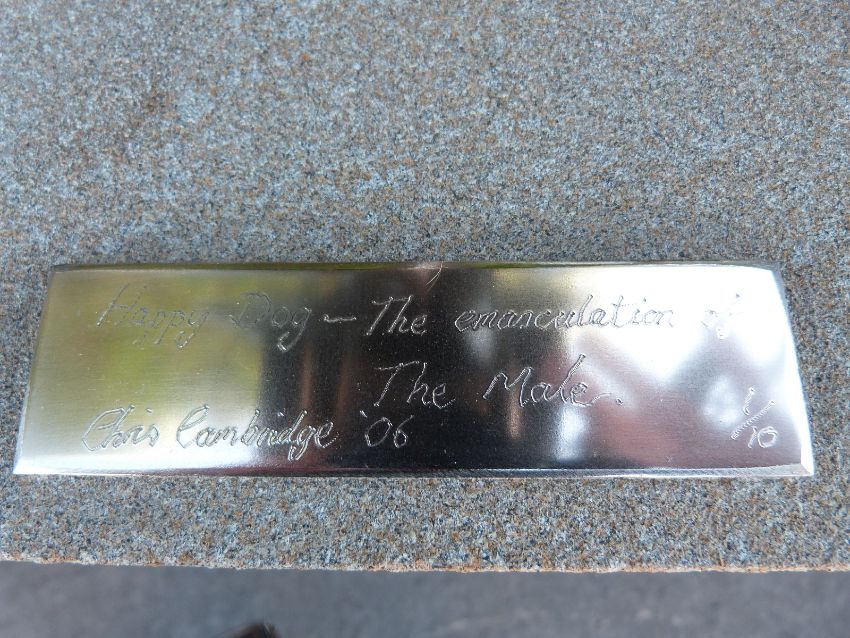 Happy Dog – The emasculation of
The Male.
Chris Cambridge '06
1/10